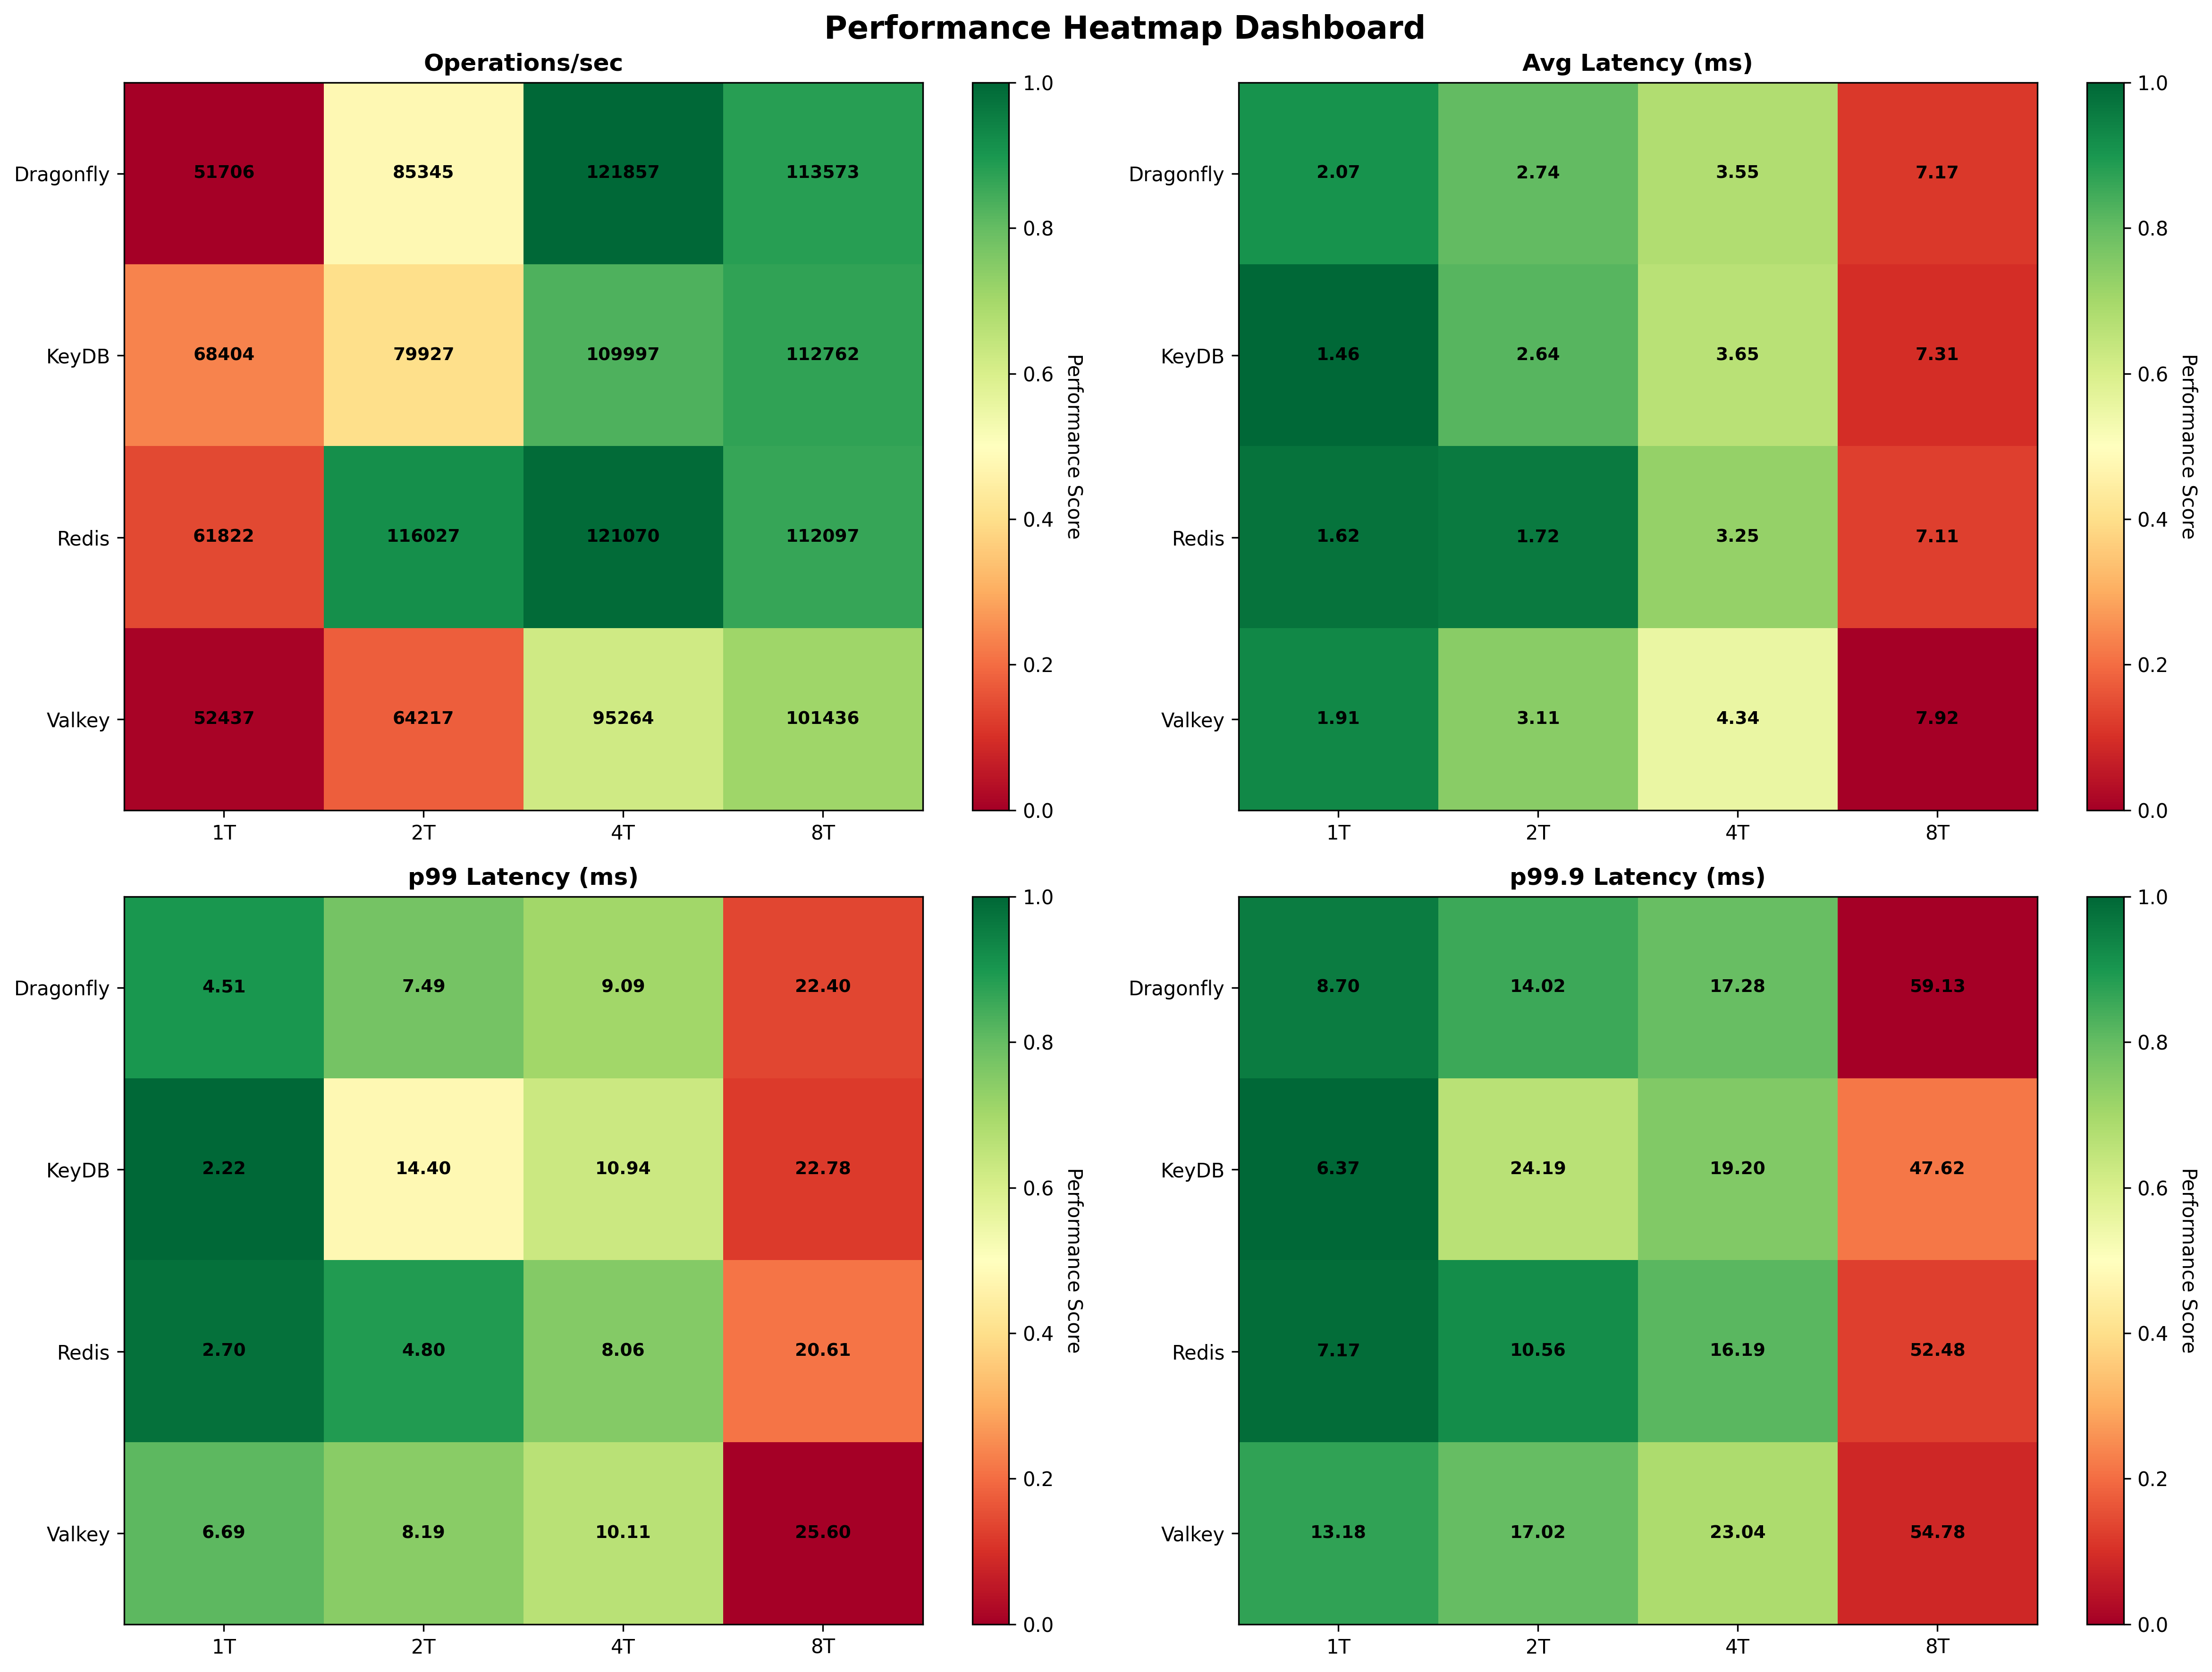 Performance Heatmap Dashboard
Operations/sec
Dragonfly 51706 85345 121857 113573
KeyDB 68404 79927 109997 112762
Redis 61822 116027 121070 112097
Valkey 52437 64217 95264 101436
1T 2T 4T 8T
1.0
0.8
0.6
0.4
0.2
0.0
Performance Score
Avg Latency (ms)
Dragonfly 2.07 2.74 3.55 7.17
KeyDB 1.46 2.64 3.65 7.31
Redis 1.62 1.72 3.25 7.11
Valkey 1.91 3.11 4.34 7.92
1T 2T 4T 8T
1.0
0.8
0.6
0.4
0.2
0.0
Performance Score
p99 Latency (ms)
Dragonfly 4.51 7.49 9.09 22.40
KeyDB 2.22 14.40 10.94 22.78
Redis 2.70 4.80 8.06 20.61
Valkey 6.69 8.19 10.11 25.60
1T 2T 4T 8T
1.0
0.8
0.6
0.4
0.2
0.0
Performance Score
p99.9 Latency (ms)
Dragonfly 8.70 14.02 17.28 59.13
KeyDB 6.37 24.19 19.20 47.62
Redis 7.17 10.56 16.19 52.48
Valkey 13.18 17.02 23.04 54.78
1T 2T 4T 8T
1.0
0.8
0.6
0.4
0.2
0.0
Performance Score